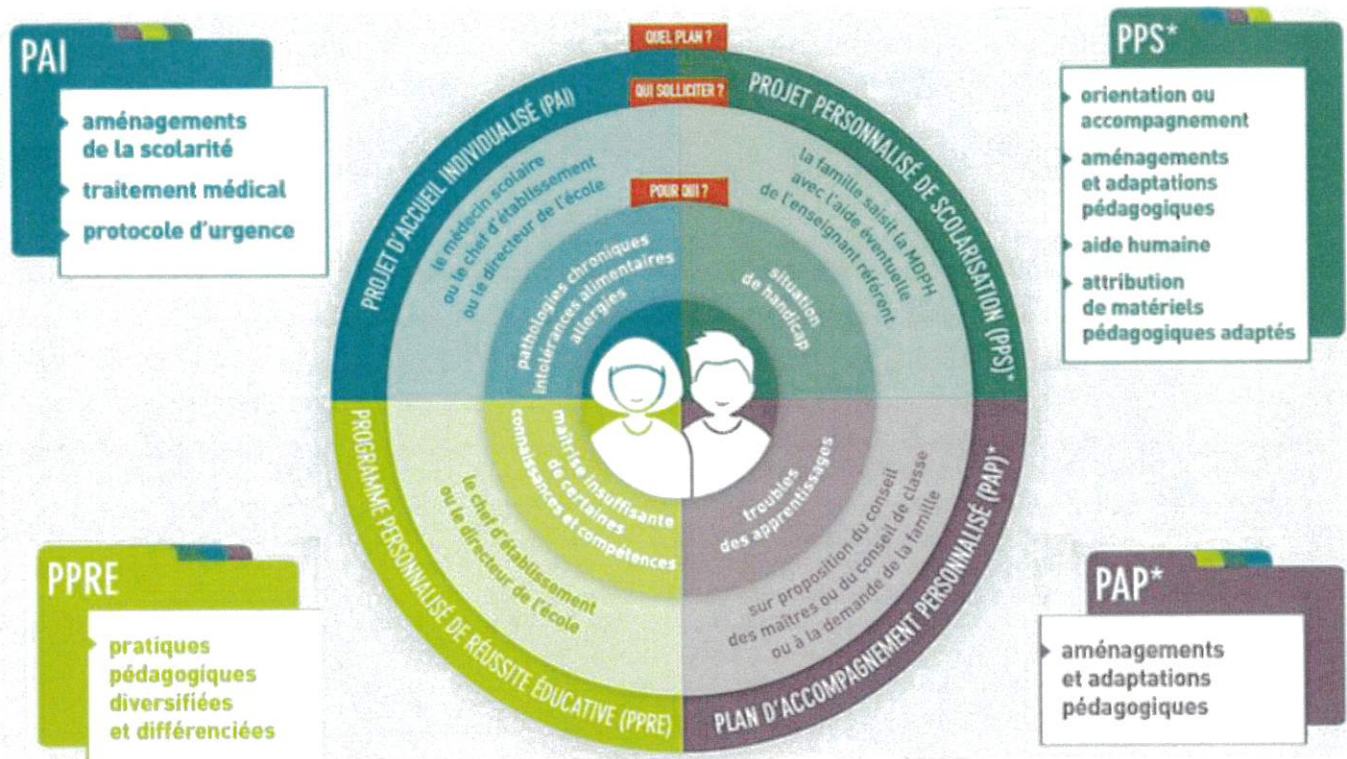 PAI
aménagements
de la scolarité
traitement médical
protocole d'urgence
QUEL PLAN ?
QUI SOLLICITER ?
POUR QUI ?
PROJET D'ACCUEIL INDIVIDUALISÉ (PAI)
le médecin scolaire
ou le chef d'établissement
ou le directeur de l'école
pathologies chroniques
intolérances alimentaires
allergies
PROJET PERSONNALISÉ DE SCOLARISATION (PPS)*
la famille saisit la MDPH
avec l'aide éventuelle
de l'enseignant référent
situation
de handicap
PPS*
orientation ou
accompagnement
aménagements
et adaptations
pédagogiques
aide humaine
attribution
de matériels
pédagogiques adaptés
PPRE
pratiques
pédagogiques
diversifiées
et différenciées
PROGRAMME PERSONNALISÉ DE RÉUSSITE ÉDUCATIVE (PPRE)
le chef d'établissement
ou le directeur de l'école
maîtrise insuffisante
de certaines
connaissances et compétences
troubles
des apprentissages
sur proposition du conseil
des maîtres ou du conseil de classe
ou à la demande de la famille
PLAN D'ACCOMPAGNEMENT PERSONNALISÉ (PAP)*
PAP*
aménagements
et adaptations
pédagogiques